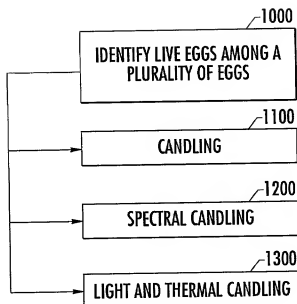 1000
IDENTIFY LIVE EGGS AMONG A
PLURALITY OF EGGS
1100
CANDLING
1200
SPECTRAL CANDLING
1300
LIGHT AND THERMAL CANDLING